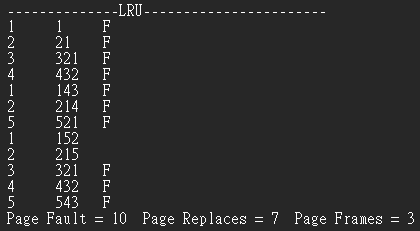 --------------LRU-----------------------
1 1 F
2 21 F
3 321 F
4 432 F
1 143 F
2 214 F
5 521 F
1 152
2 215
3 321 F
4 432 F
5 543 F
Page Fault = 10 Page Replaces = 7 Page Frames = 3